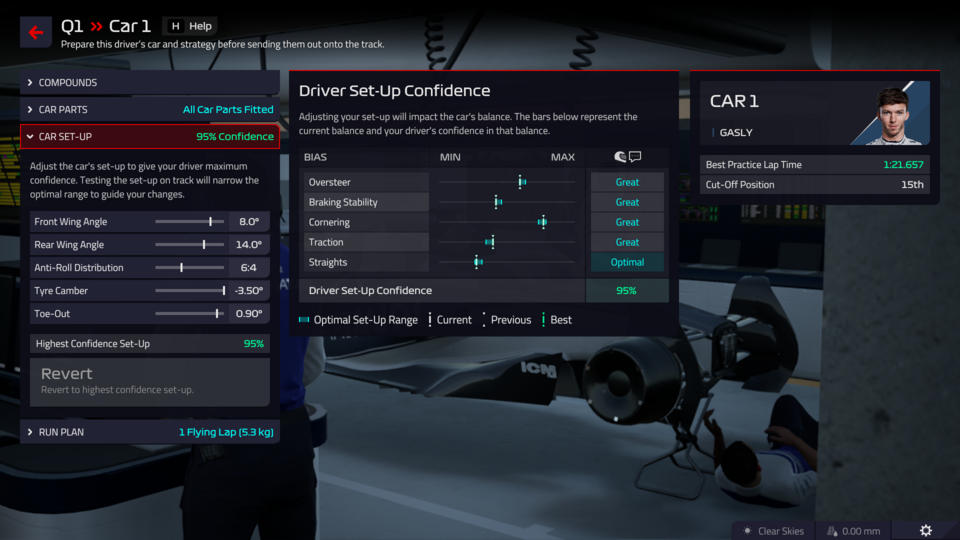 Q1 » Car 1 H Help
Prepare this driver's car and strategy before sending them out onto the track.
COMPOUNDS
CAR PARTS All Car Parts Fitted
CAR SET-UP 95% Confidence
Adjust the car's set-up to give your driver maximum
confidence. Testing the set-up on track will narrow the
optimal range to guide your changes.
Front Wing Angle 8.0°
Rear Wing Angle 14.0°
Anti-Roll Distribution 6:4
Tyre Camber -3.50°
Toe-Out 0.90°
Highest Confidence Set-Up 95%
Revert
Revert to highest confidence set-up.
RUN PLAN 1 Flying Lap (5.3 kg)
Driver Set-Up Confidence
Adjusting your set-up will impact the car's balance. The bars below represent the
current balance and your driver's confidence in that balance.
BIAS MIN MAX
Oversteer Great
Braking Stability Great
Cornering Great
Traction Great
Straights Optimal
Driver Set-Up Confidence 95%
Optimal Set-Up Range Current Previous Best
CAR 1
GASLY
Best Practice Lap Time 1:21.657
Cut-Off Position 15th
ICM
Clear Skies 0.00 mm